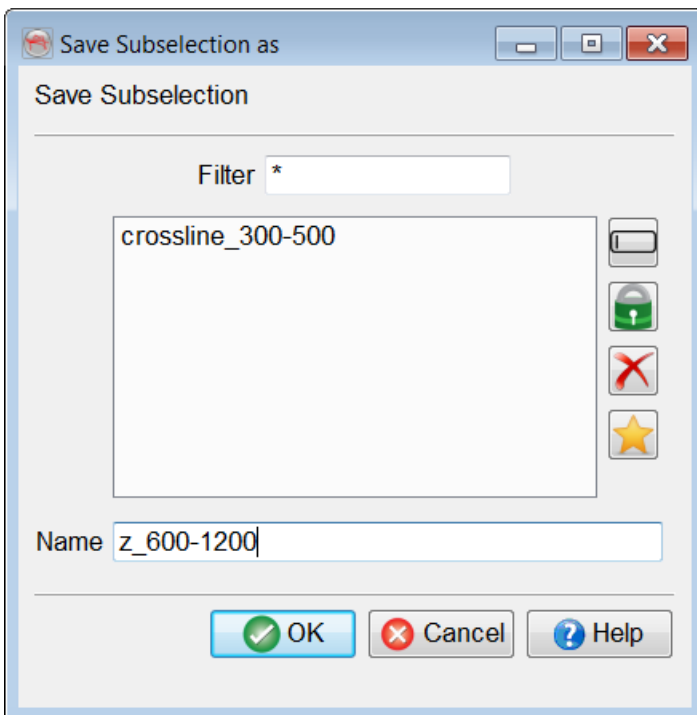 Save Subselection as
Save Subselection
Filter *
crossline_300-500
Name z_600-1200
OK Cancel Help